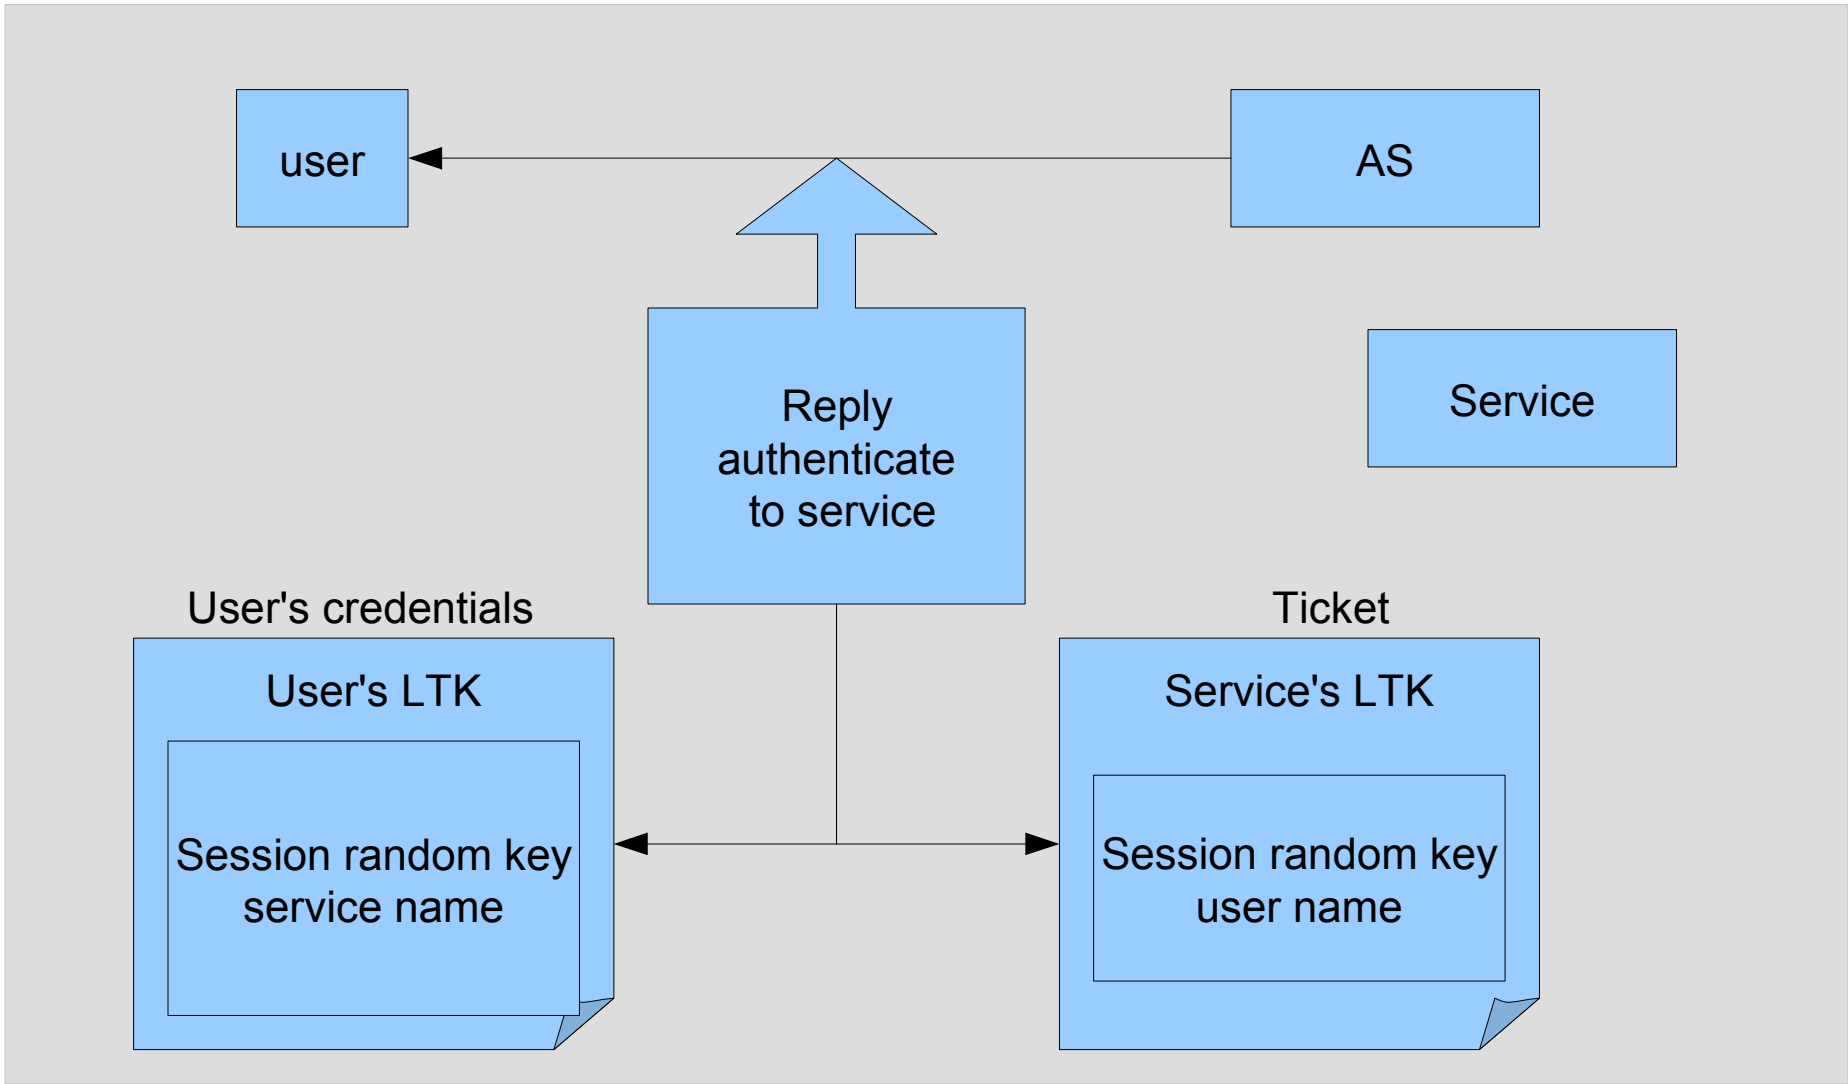 user
AS
Reply
authenticate
to service
Service
User's credentials
User's LTK
Session random key
service name
Ticket
Service's LTK
Session random key
user name